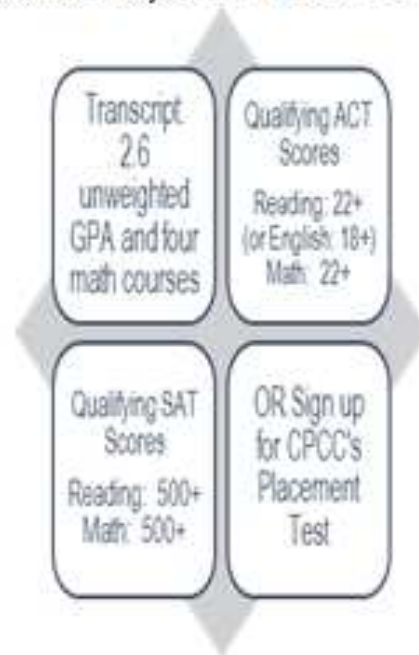 Transcript
2.6
unweighted
GPA and four
math courses
Qualifying ACT
Scores
Reading: 22+
(or English: 18+)
Math: 22+
Qualifying SAT
Scores
Reading: 500+
Math: 500+
OR Sign up
for CPCC's
Placement
Test